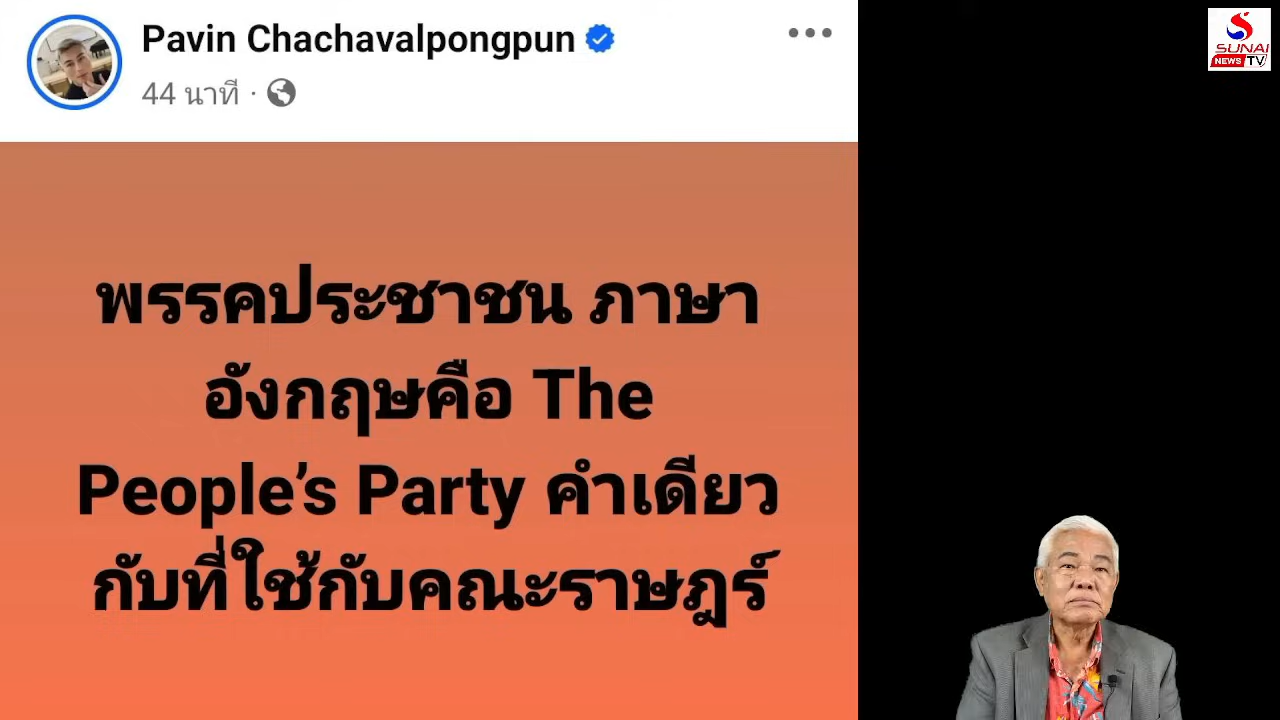 Pavin Chachavalpongpun
44 นาที ·
พรรคประชาชน ภาษา
อังกฤษคือ The
People’s Party คำเดียว
กับที่ใช้กับคณะราษฎร์
SUNAI
NEWS TV